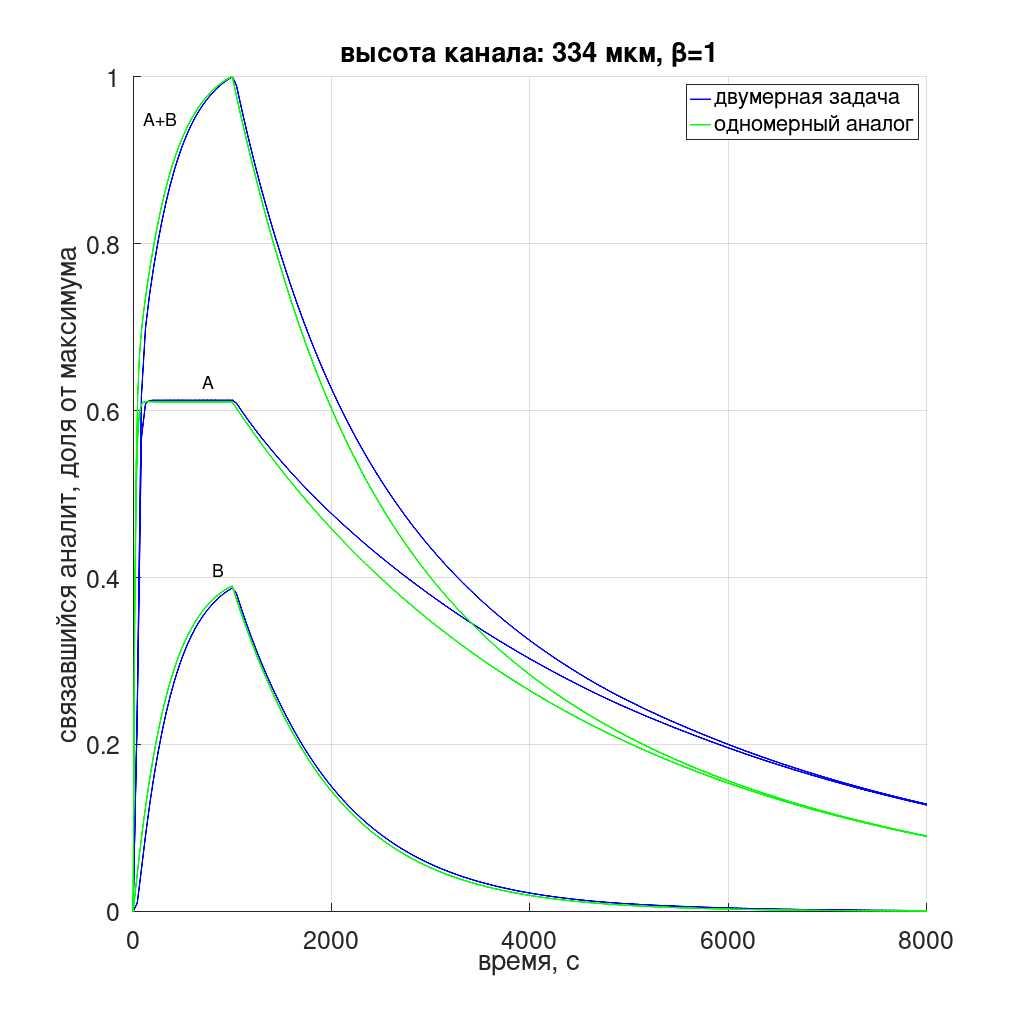 высота канала: 334 мкм, β=1
двумерная задача
одномерный аналог
A+B
A
B
связавшийся аналит, доля от максимума
1
0.8
0.6
0.4
0.2
0
0
2000
4000
6000
8000
время, с